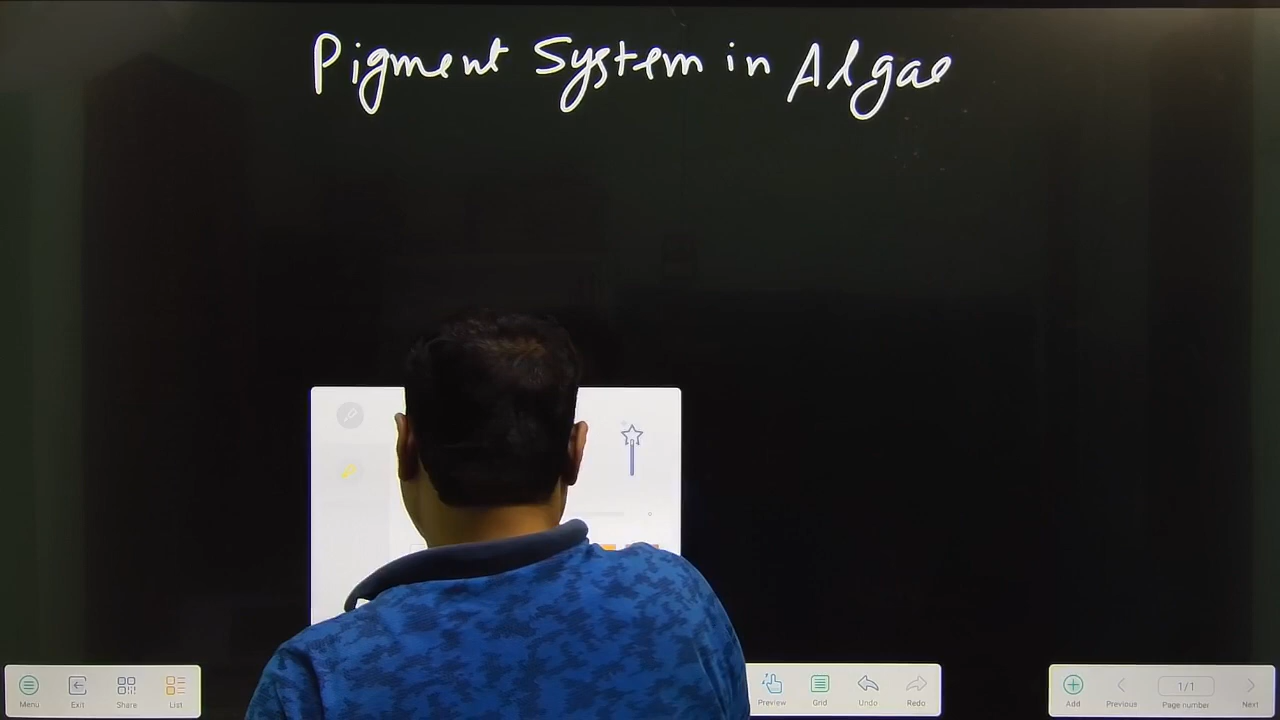 Pigment System in Algae
Menu
Exit
Share
List
Preview
Grid
Undo
Redo
Add
Previous
1/1
Page number
Next